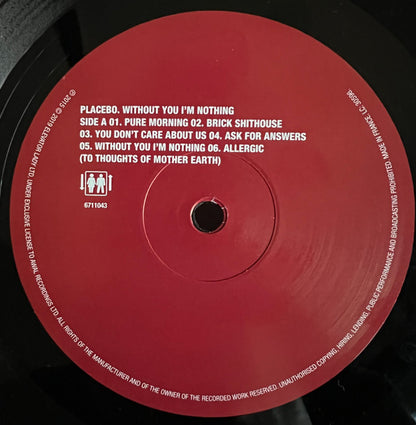 PLACEBO. WITHOUT YOU I'M NOTHING
SIDE A 01. PURE MORNING 02. BRICK SHITHOUSE
03. YOU DON'T CARE ABOUT US 04. ASK FOR ANSWERS
05. WITHOUT YOU I'M NOTHING 06. ALLERGIC
(TO THOUGHTS OF MOTHER EARTH)
6711043
℗ 2015 © 2019 ELEVATOR LADY LTD. UNDER EXCLUSIVE LICENSE TO AWAL RECORDINGS LTD. ALL RIGHTS OF THE MANUFACTURER AND OF THE OWNER OF THE RECORDED WORK RESERVED. UNAUTHORISED COPYING, HIRING, LENDING, PUBLIC PERFORMANCE AND BROADCASTING PROHIBITED. MADE IN FRANCE. LC 30598.